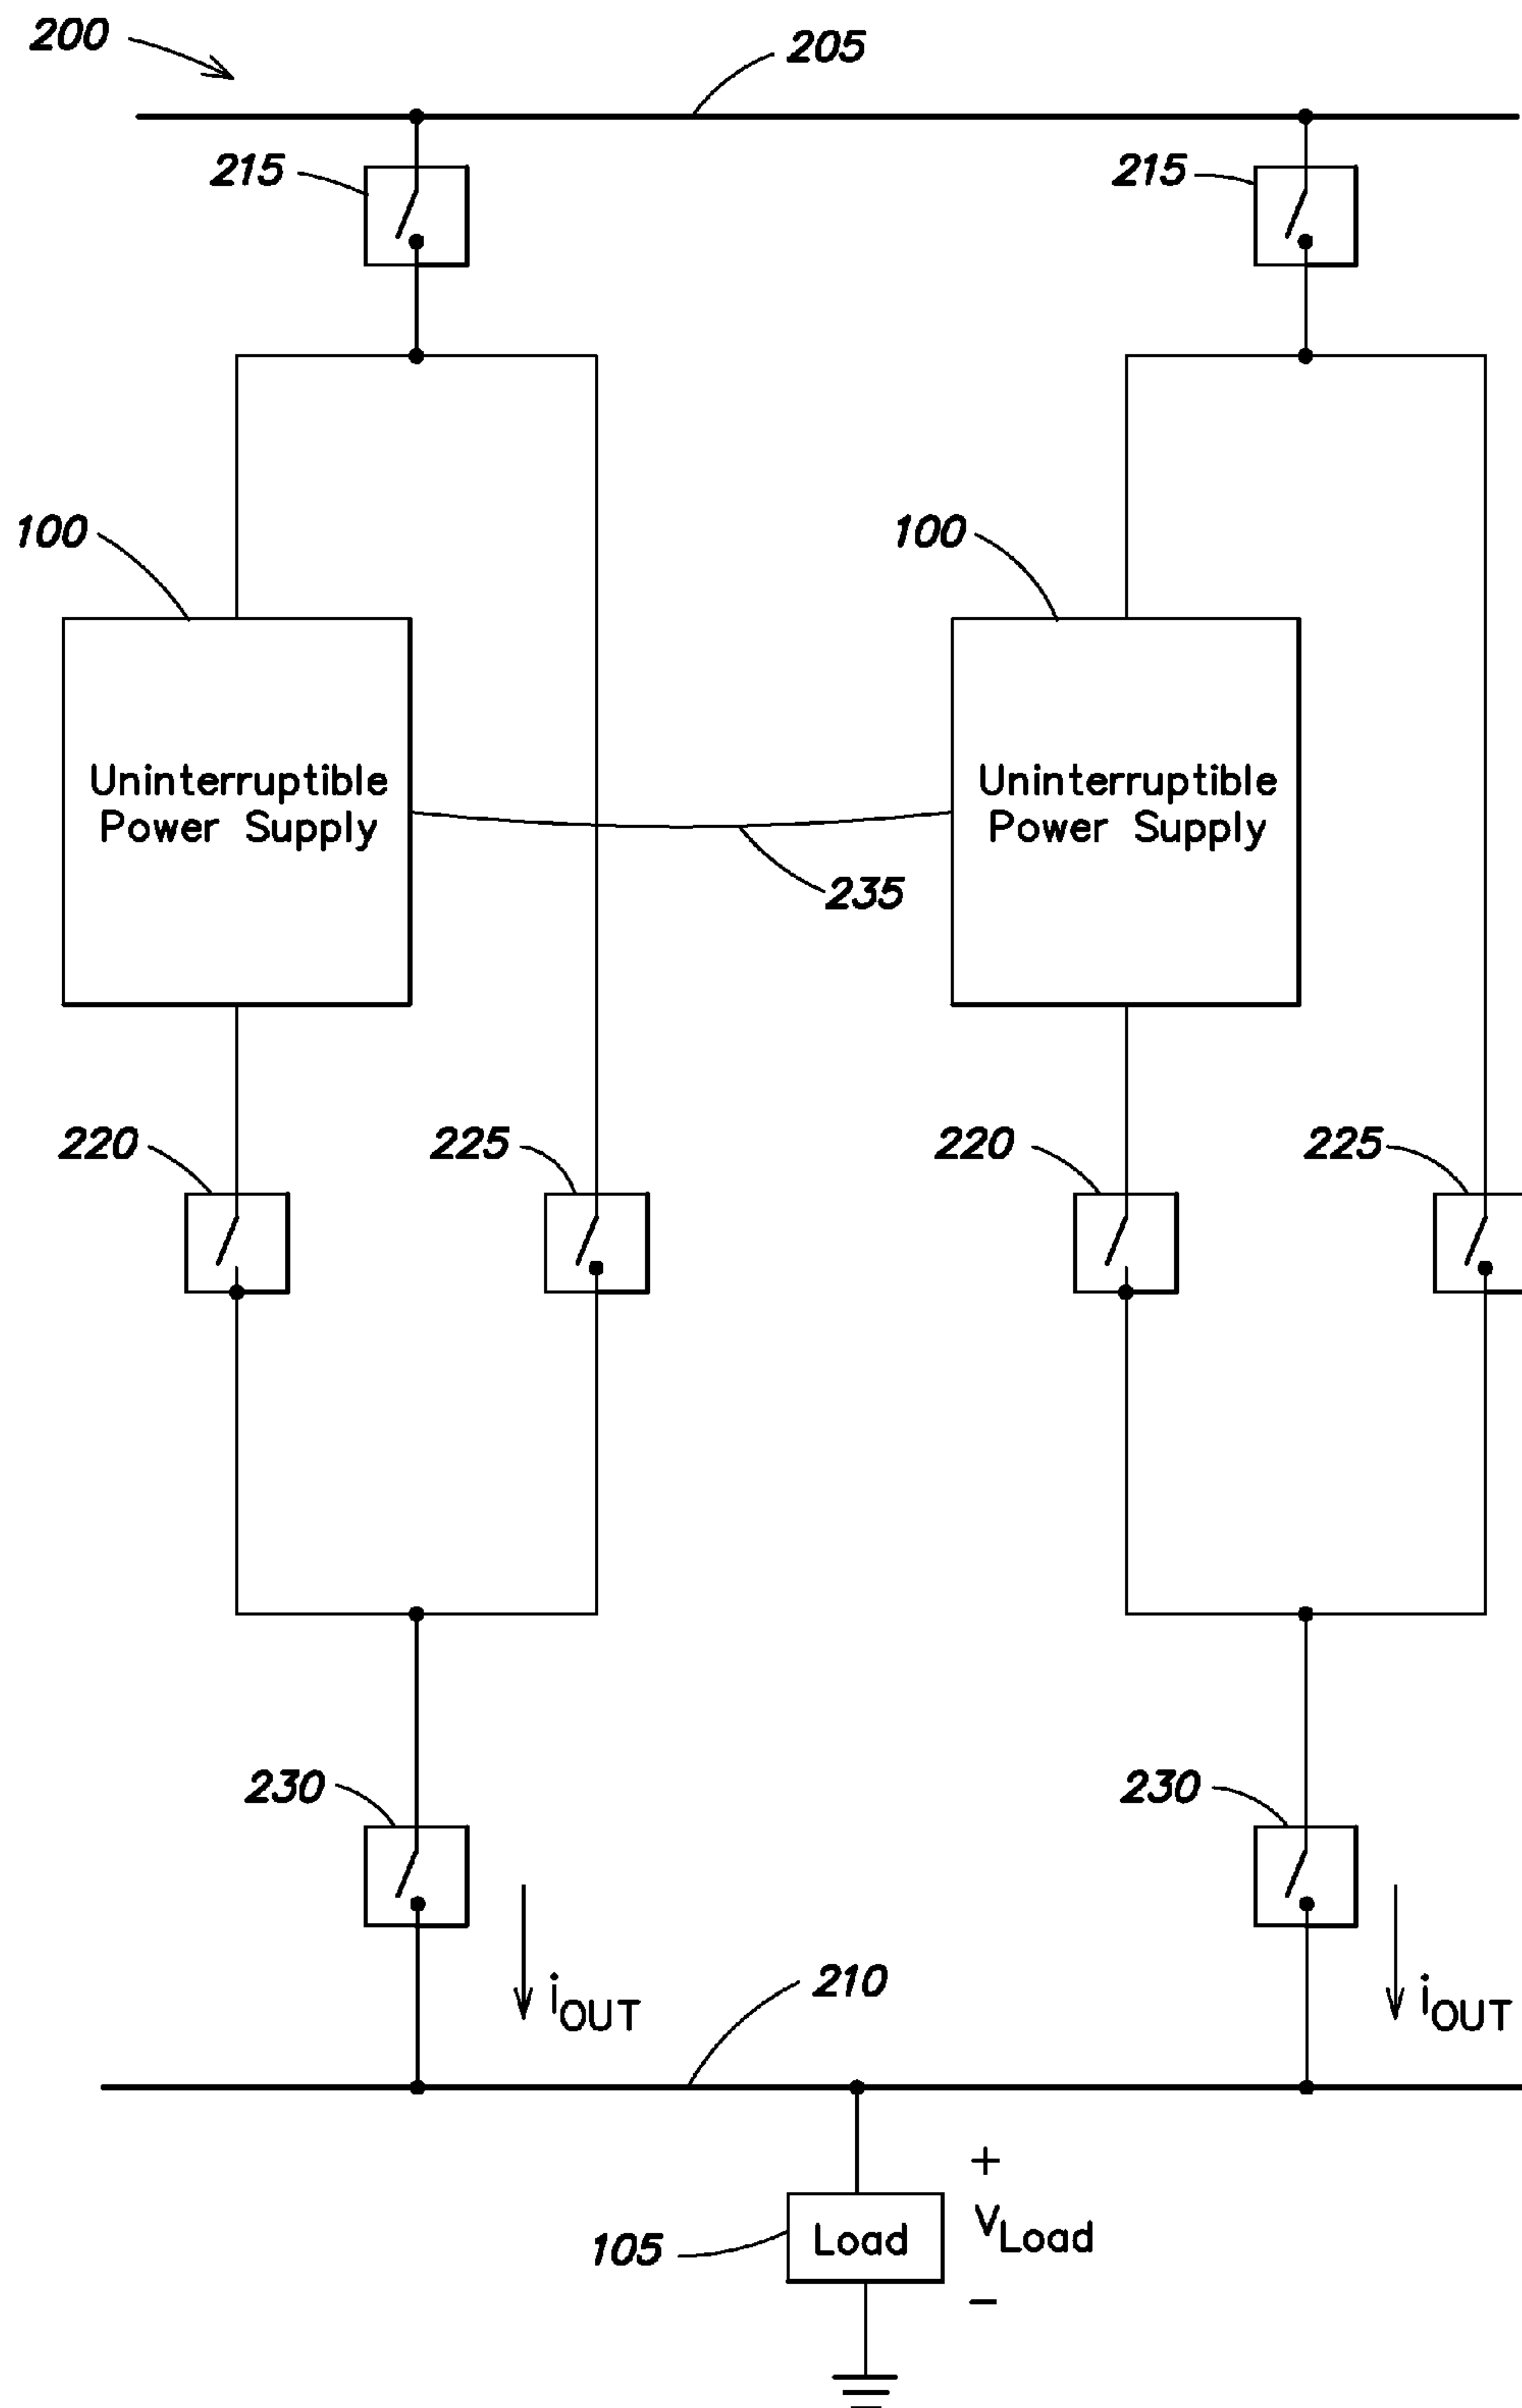 200
205
215
215
100
100
Uninterruptible
Power Supply
Uninterruptible
Power Supply
235
220
225
220
225
230
230
iOUT
210
iOUT
+
105
Load
VLoad
−